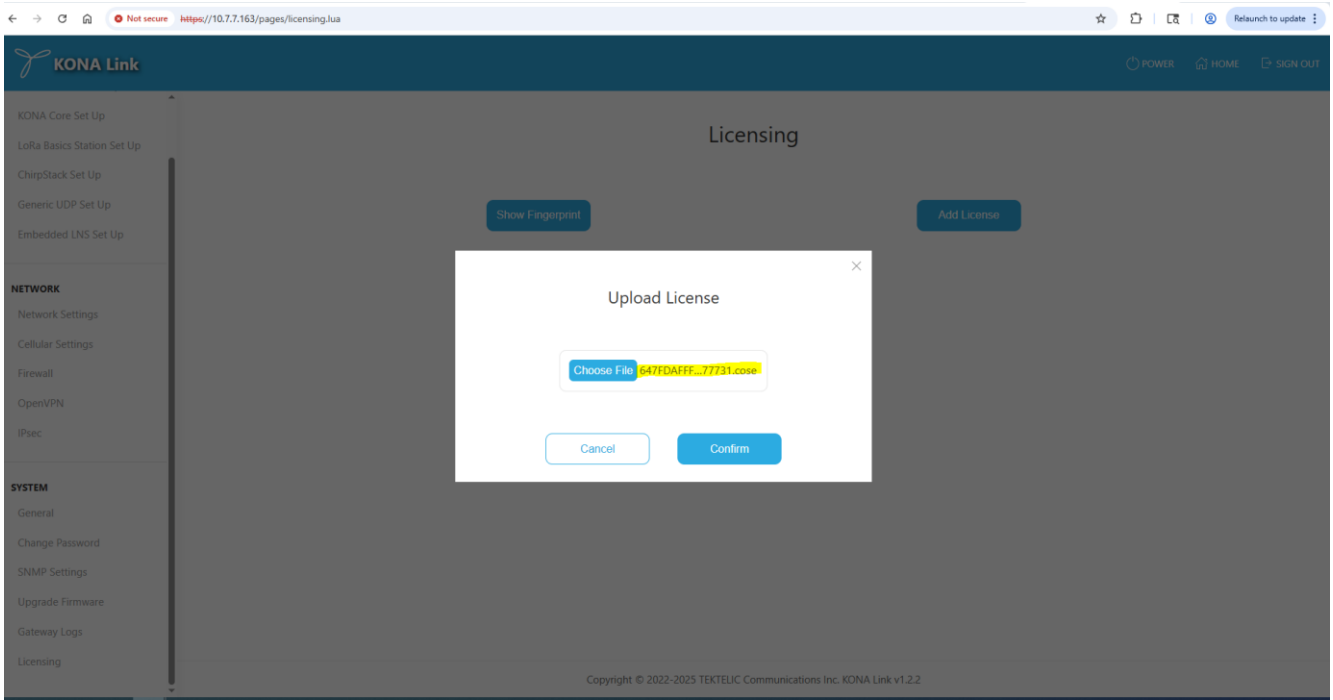 Not secure https://10.7.7.163/pages/licensing.lua Relaunch to update
KONA Link POWER HOME SIGN OUT
KONA Core Set Up
LoRa Basics Station Set Up
ChirpStack Set Up
Generic UDP Set Up
Embedded LNS Set Up
NETWORK
Network Settings
Cellular Settings
Firewall
OpenVPN
IPsec
SYSTEM
General
Change Password
SNMP Settings
Upgrade Firmware
Gateway Logs
Licensing
Licensing
Show Fingerprint Add License
Upload License
Choose File 647FDAFFF...77731.cose
Cancel Confirm
Copyright © 2022-2025 TEKTELIC Communications Inc. KONA Link v1.2.2